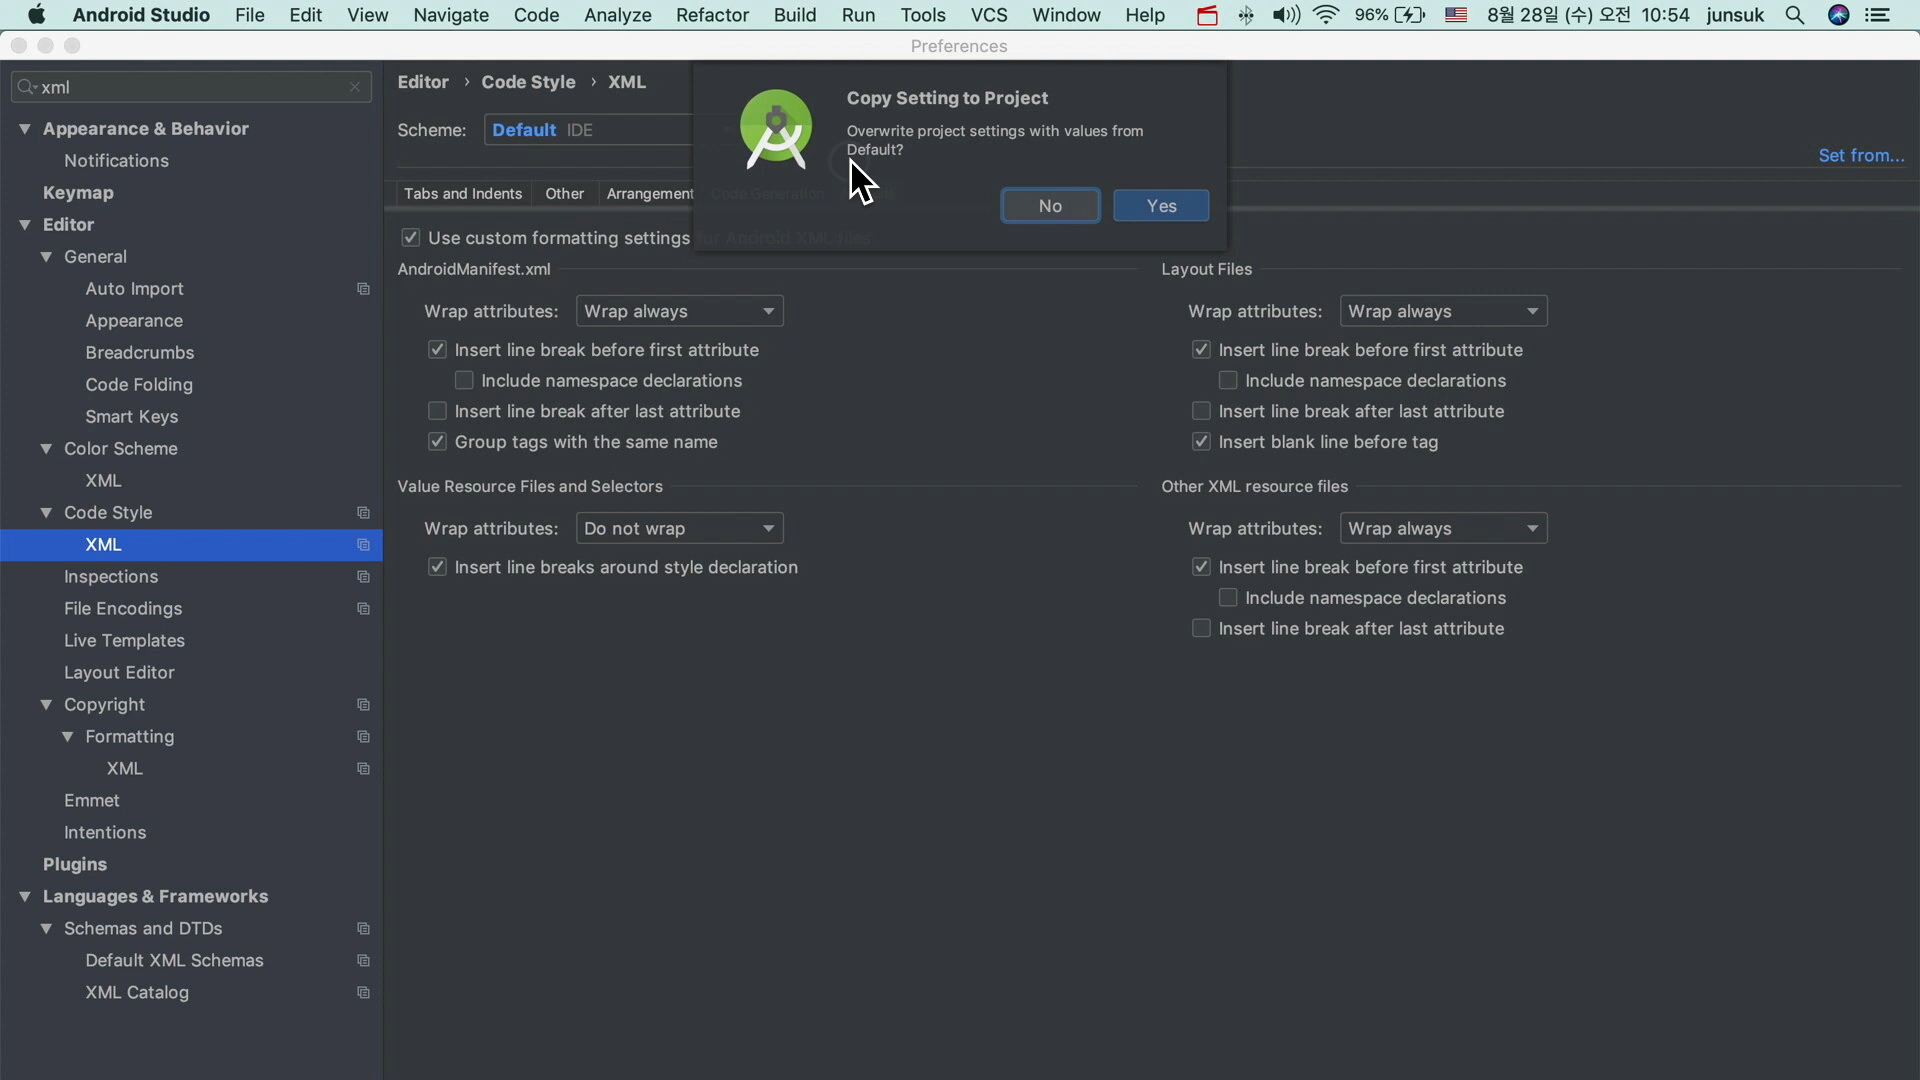 Android Studio File Edit View Navigate Code Analyze Refactor Build Run Tools VCS Window Help 96% 8월 28일 (수) 오전 10:54 junsuk
Preferences
xml
Appearance & Behavior
Notifications
Keymap
Editor
General
Auto Import
Appearance
Breadcrumbs
Code Folding
Smart Keys
Color Scheme
XML
Code Style
XML
Inspections
File Encodings
Live Templates
Layout Editor
Copyright
Formatting
XML
Emmet
Intentions
Plugins
Languages & Frameworks
Schemas and DTDs
Default XML Schemas
XML Catalog
Editor › Code Style › XML
Scheme: Default IDE
Set from...
Copy Setting to Project
Overwrite project settings with values from
Default?
No Yes
Tabs and Indents Other Arrangement Code Generation
Use custom formatting settings for Android XML files
AndroidManifest.xml
Wrap attributes: Wrap always
Insert line break before first attribute
Include namespace declarations
Insert line break after last attribute
Group tags with the same name
Layout Files
Wrap attributes: Wrap always
Insert line break before first attribute
Include namespace declarations
Insert line break after last attribute
Insert blank line before tag
Value Resource Files and Selectors
Wrap attributes: Do not wrap
Insert line breaks around style declaration
Other XML resource files
Wrap attributes: Wrap always
Insert line break before first attribute
Include namespace declarations
Insert line break after last attribute